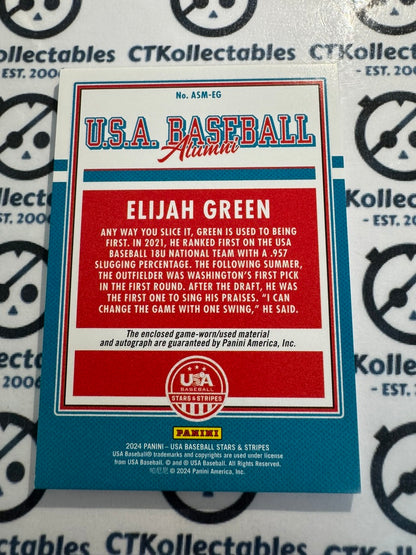 CTKollectables
- EST. 2006 -
No. ASM-EG
U.S.A. BASEBALL
Alumni
ELIJAH GREEN
ANY WAY YOU SLICE IT, GREEN IS USED TO BEING
FIRST. IN 2021, HE RANKED FIRST ON THE USA
BASEBALL 18U NATIONAL TEAM WITH A .957
SLUGGING PERCENTAGE. THE FOLLOWING SUMMER,
THE OUTFIELDER WAS WASHINGTON'S FIRST PICK
IN THE FIRST ROUND. AFTER THE DRAFT, HE WAS
THE FIRST ONE TO SING HIS PRAISES. "I CAN
CHANGE THE GAME WITH ONE SWING," HE SAID.
The enclosed game-worn/used material
and autograph are guaranteed by Panini America, Inc.
USA
BASEBALL
STARS & STRIPES
PANINI
2024 PANINI – USA BASEBALL STARS & STRIPES
USA Baseball® trademarks and copyrights are used under license
from USA Baseball. © and ® USA Baseball. All Rights Reserved.
© 2024 Panini America, Inc.
CTKollectables
- EST. 2006 -